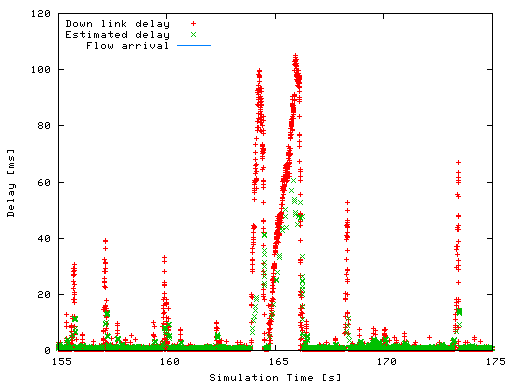 120
100
80
60
40
20
0
Delay [ms]
Down link delay
Estimated delay
Flow arrival
155 160 165 170 175
Simulation Time [s]